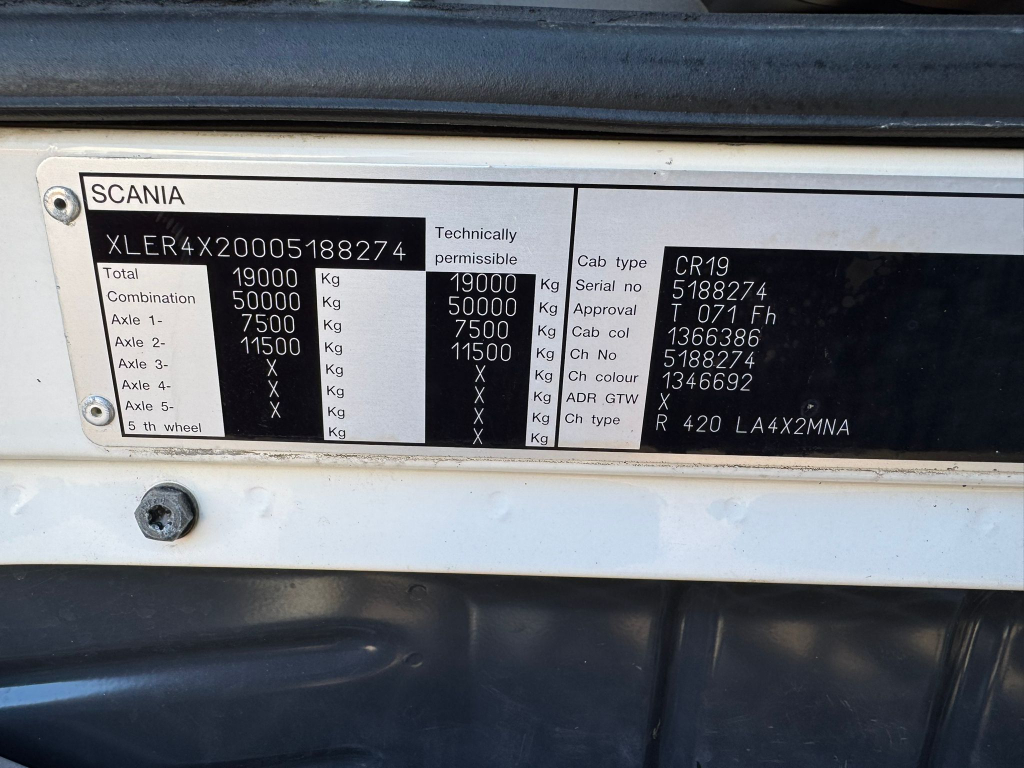 SCANIA
XLER4X20005188274
Technically
permissible
Total 19000 Kg 19000 Kg
Combination 50000 Kg 50000 Kg
Axle 1- 7500 Kg 7500 Kg
Axle 2- 11500 Kg 11500 Kg
Axle 3- X Kg X Kg
Axle 4- X Kg X Kg
Axle 5- X Kg X Kg
5 th wheel Kg X Kg
Cab type CR19
Serial no 5188274
Approval T 071 Fh
Cab col 1366386
Ch No 5188274
Ch colour 1346692
ADR GTW X
Ch type R 420 LA4X2MNA